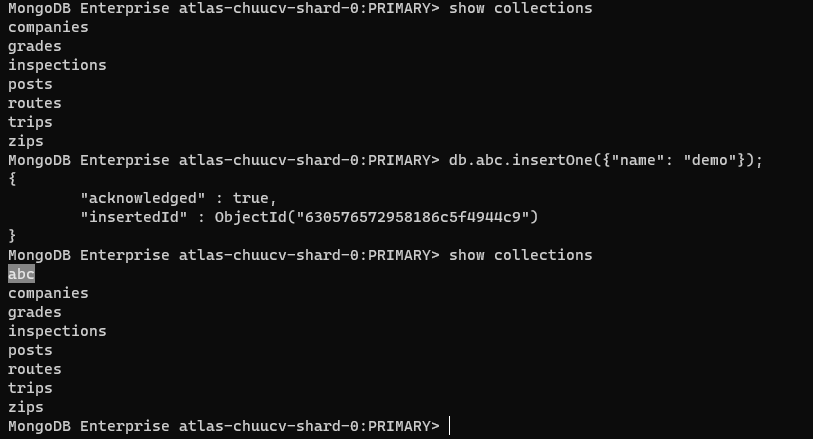 MongoDB Enterprise atlas-chuucv-shard-0:PRIMARY> show collections
companies
grades
inspections
posts
routes
trips
zips
MongoDB Enterprise atlas-chuucv-shard-0:PRIMARY> db.abc.insertOne({"name": "demo"});
{
        "acknowledged" : true,
        "insertedId" : ObjectId("630576572958186c5f4944c9")
}
MongoDB Enterprise atlas-chuucv-shard-0:PRIMARY> show collections
abc
companies
grades
inspections
posts
routes
trips
zips
MongoDB Enterprise atlas-chuucv-shard-0:PRIMARY>